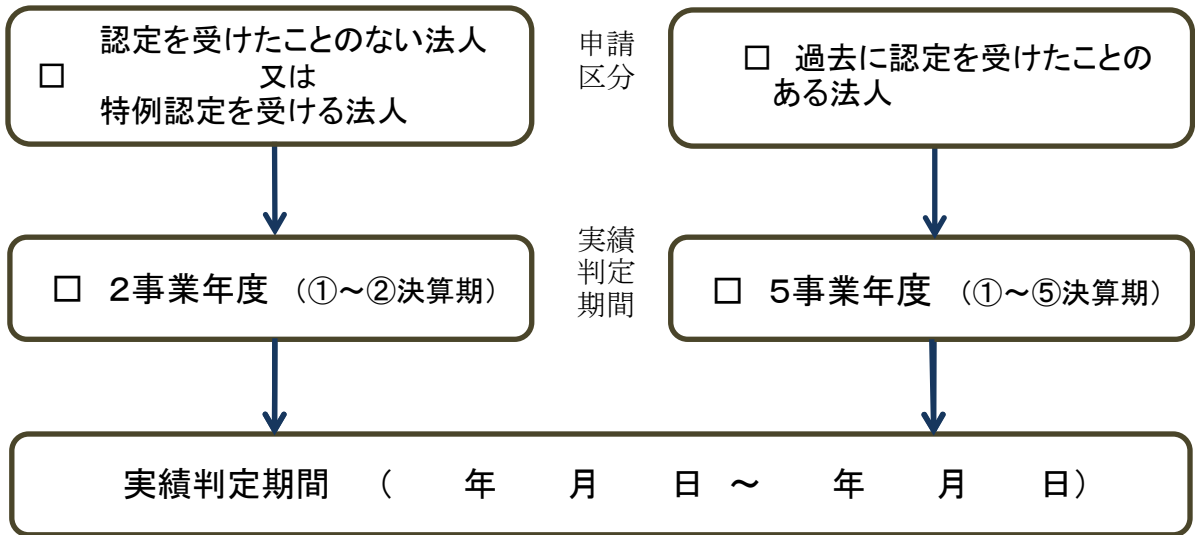 認定を受けたことのない法人
□ 又は
特例認定を受ける法人
申請
区分
□ 過去に認定を受けたことの
ある法人
□ 2事業年度 (①~②決算期)
実績
判定
期間
□ 5事業年度 (①~⑤決算期)
実績判定期間 ( 年 月 日 ~ 年 月 日)